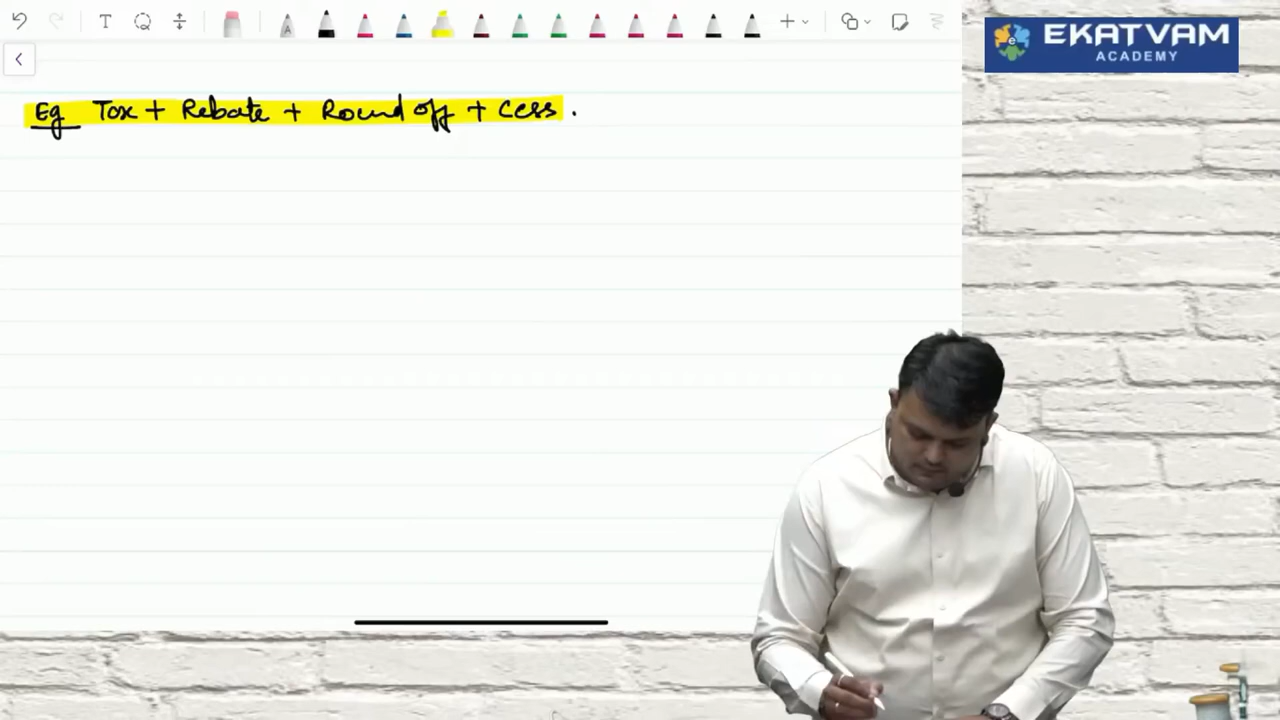 EKATVAM
ACADEMY
Eg Tax + Rebate + Round off + Cess .